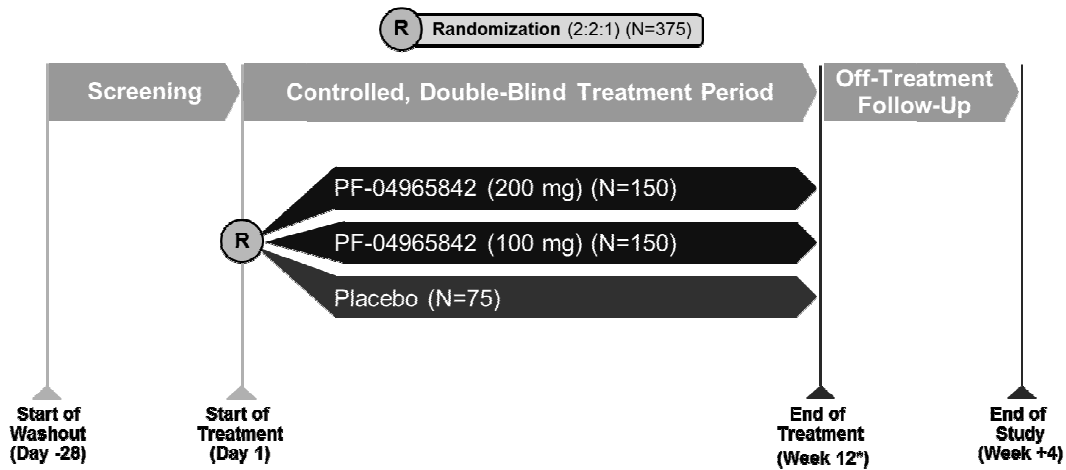 R Randomization (2:2:1) (N=375)
Screening
Controlled, Double-Blind Treatment Period
Off-Treatment
Follow-Up
PF-04965842 (200 mg) (N=150)
R
PF-04965842 (100 mg) (N=150)
Placebo (N=75)
Start of
Washout
(Day -28)
Start of
Treatment
(Day 1)
End of
Treatment
(Week 12*)
End of
Study
(Week +4)